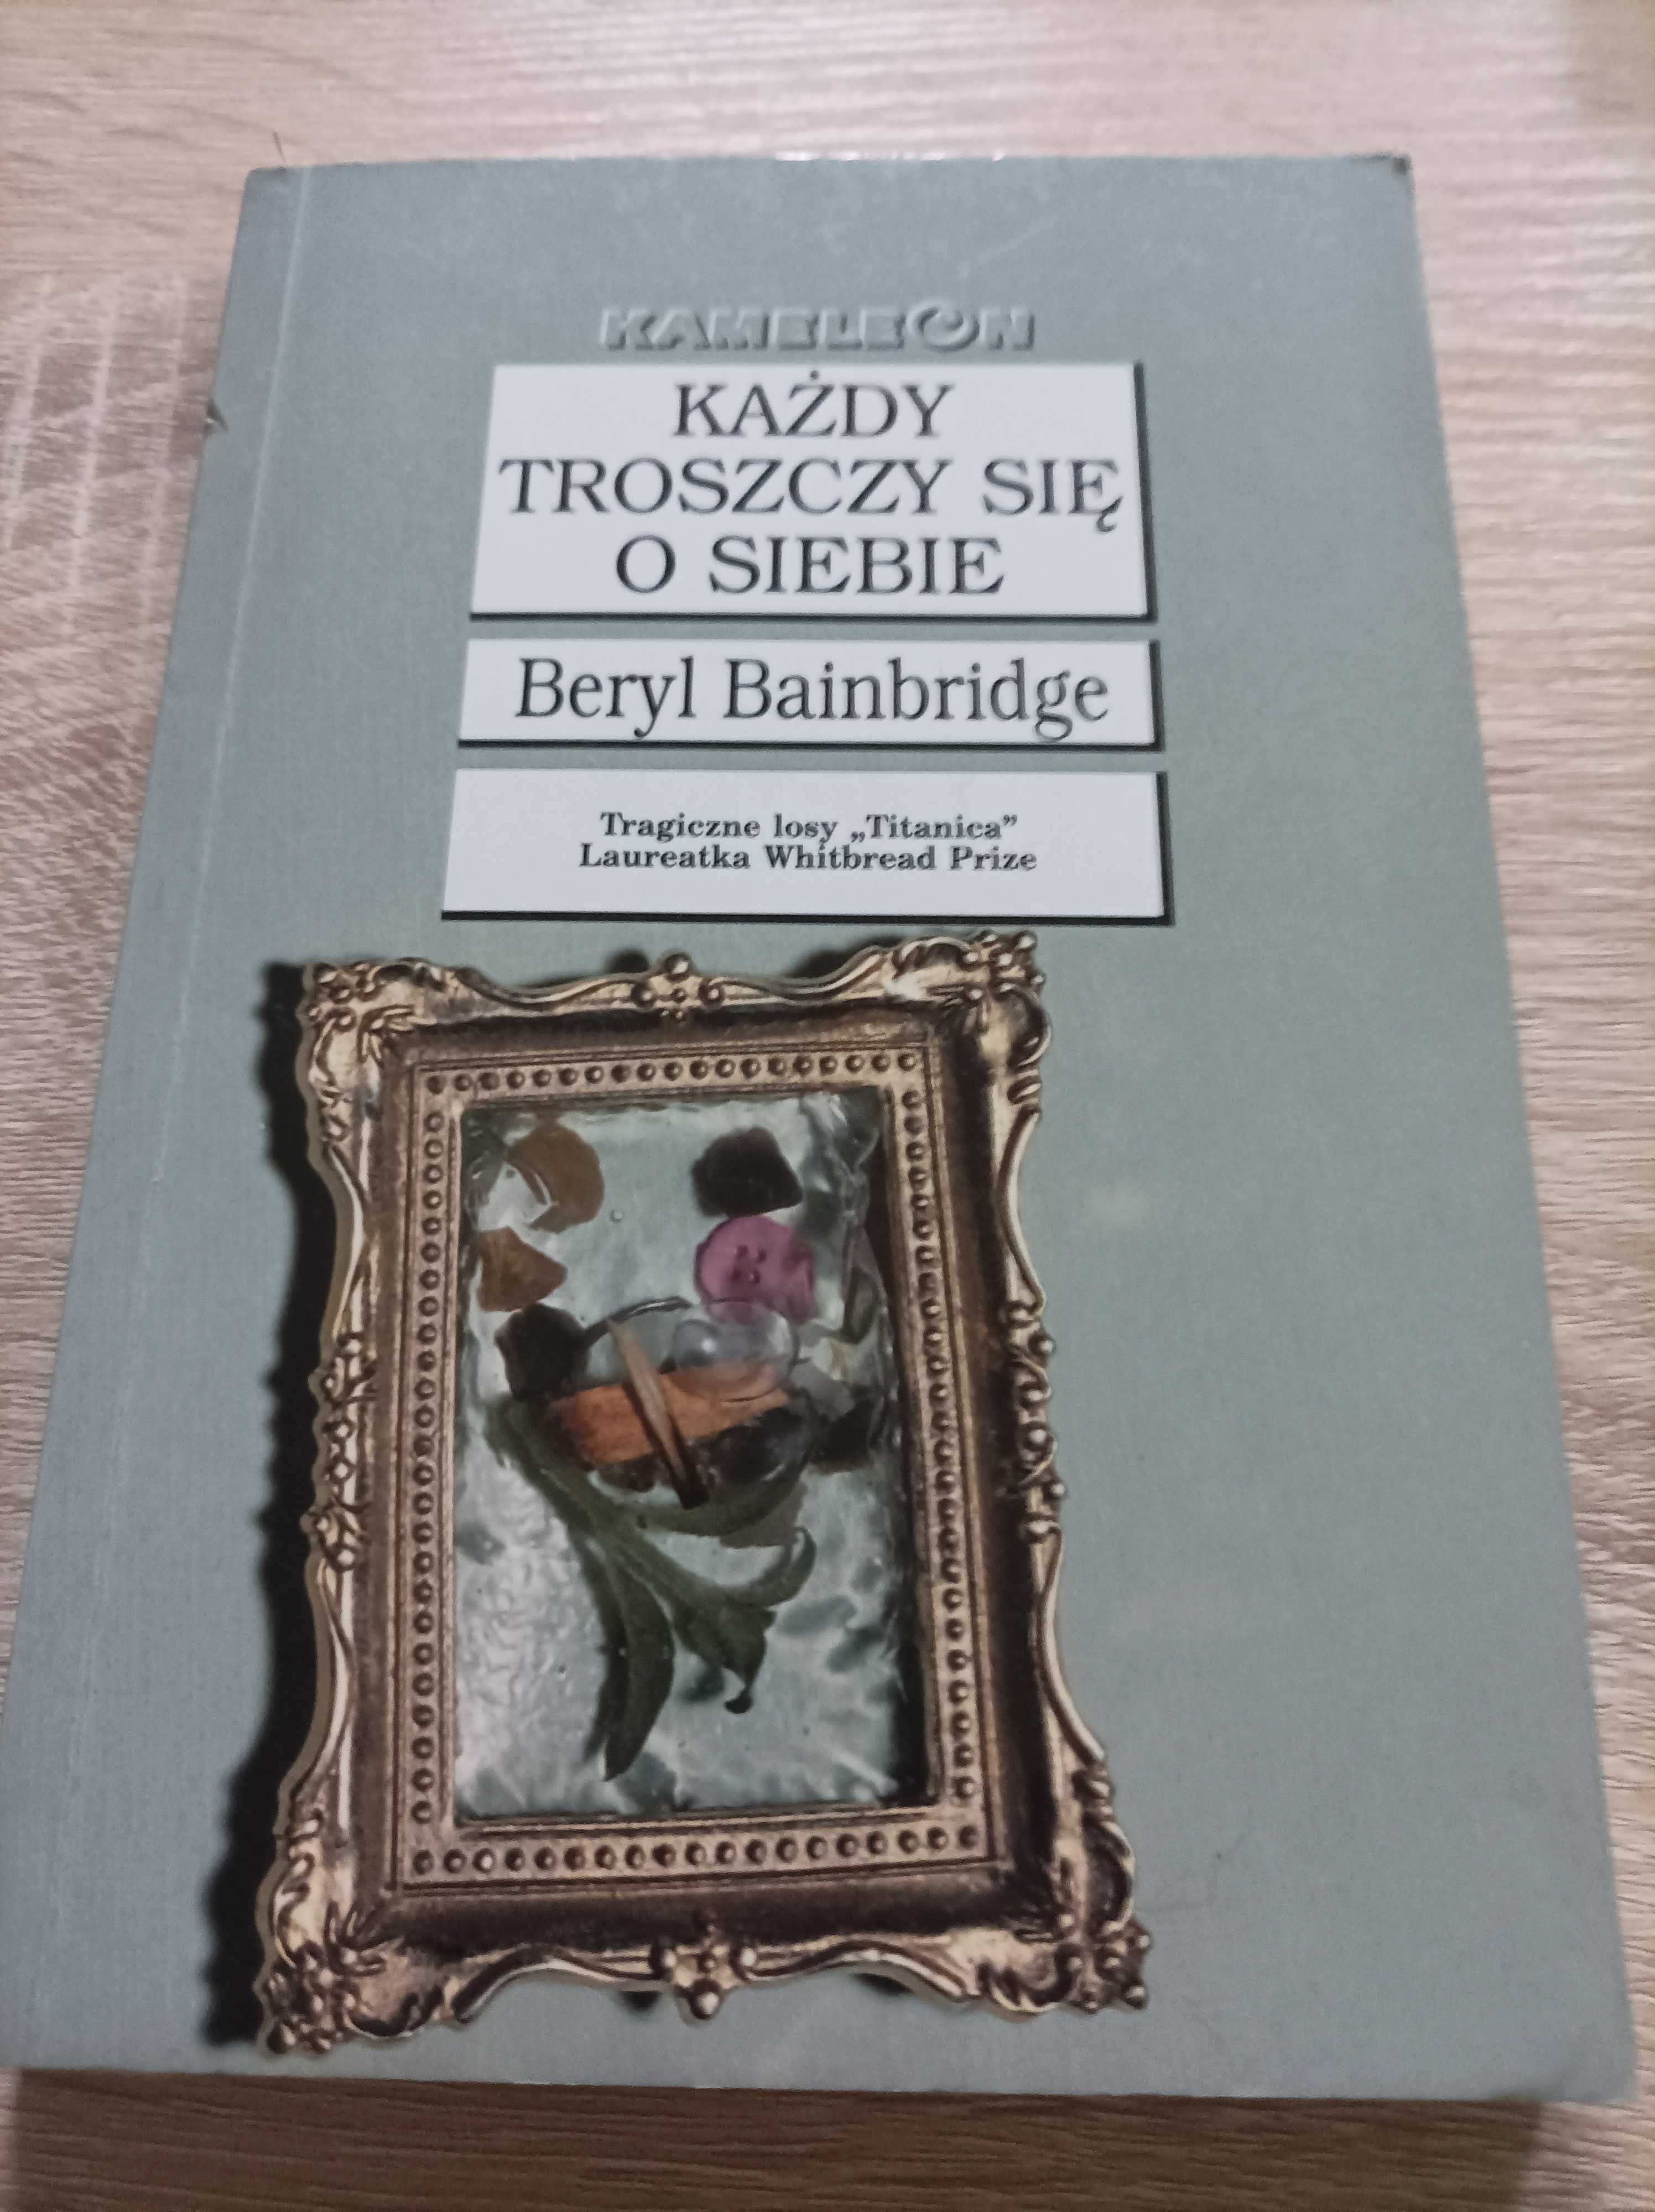 KAMELEON
KAŻDY
TROSZCZY SIĘ
O SIEBIE
Beryl Bainbridge
Tragiczne losy „Titanica”
Laureatka Whitbread Prize